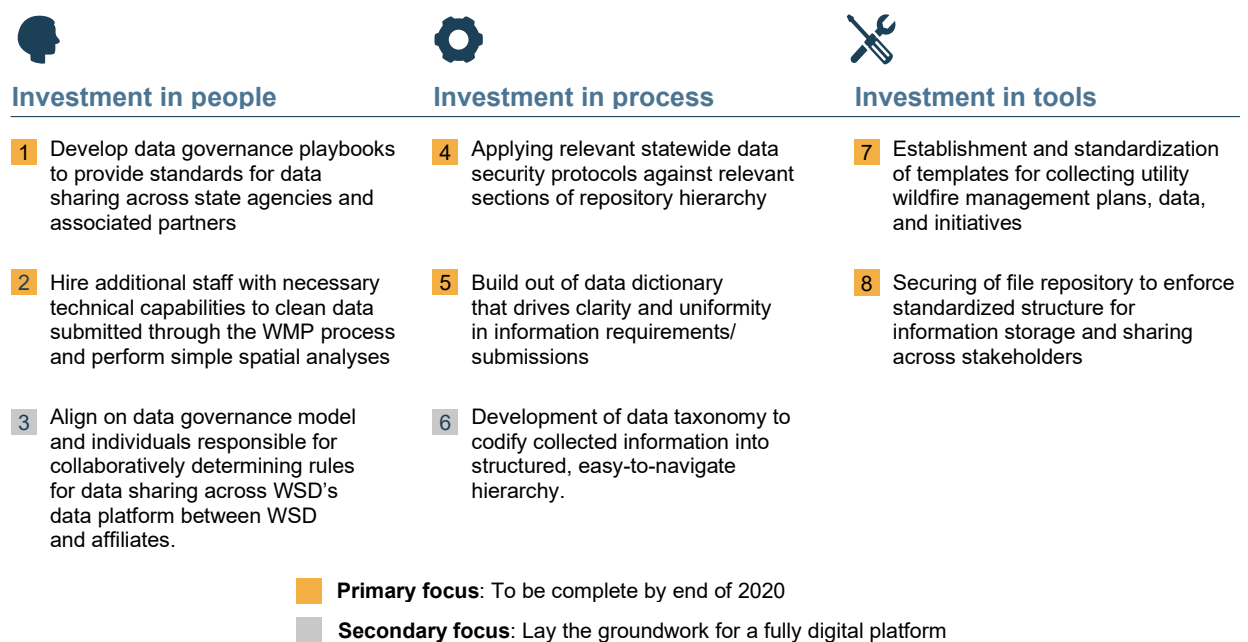 Investment in people
1 Develop data governance playbooks
to provide standards for data
sharing across state agencies and
associated partners
2 Hire additional staff with necessary
technical capabilities to clean data
submitted through the WMP process
and perform simple spatial analyses
3 Align on data governance model
and individuals responsible for
collaboratively determining rules
for data sharing across WSD's
data platform between WSD
and affiliates.
Investment in process
4 Applying relevant statewide data
security protocols against relevant
sections of repository hierarchy
5 Build out of data dictionary
that drives clarity and uniformity
in information requirements/
submissions
6 Development of data taxonomy to
codify collected information into
structured, easy-to-navigate
hierarchy.
Investment in tools
7 Establishment and standardization
of templates for collecting utility
wildfire management plans, data,
and initiatives
8 Securing of file repository to enforce
standardized structure for
information storage and sharing
across stakeholders
Primary focus: To be complete by end of 2020
Secondary focus: Lay the groundwork for a fully digital platform